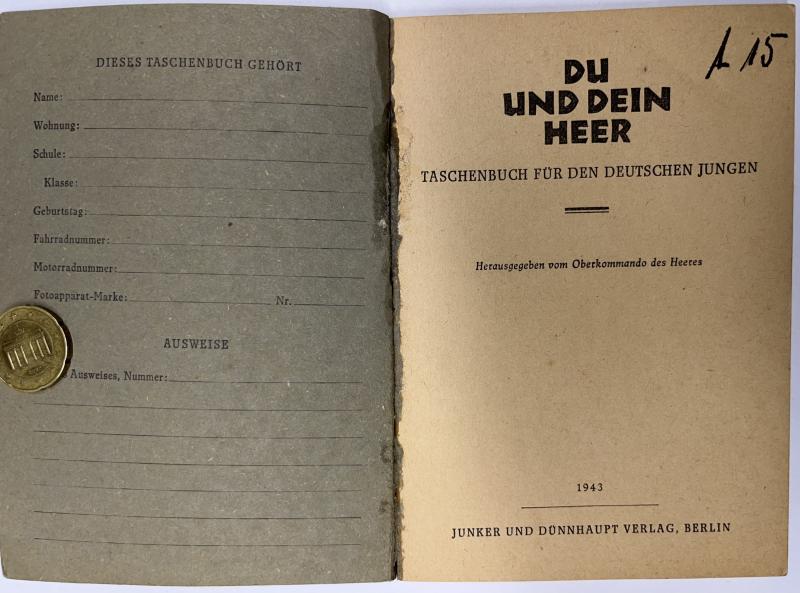 DIESES TASCHENBUCH GEHÖRT
Name:
Wohnung:
Schule:
Klasse:
Geburtstag:
Fahrradnummer:
Motorradnummer:
Fotoapparat-Marke: Nr.
AUSWEISE
Ausweises, Nummer:
15
DU
UND DEIN
HEER
TASCHENBUCH FÜR DEN DEUTSCHEN JUNGEN
Herausgegeben vom Oberkommando des Heeres
1943
JUNKER UND DÜNNHAUPT VERLAG, BERLIN